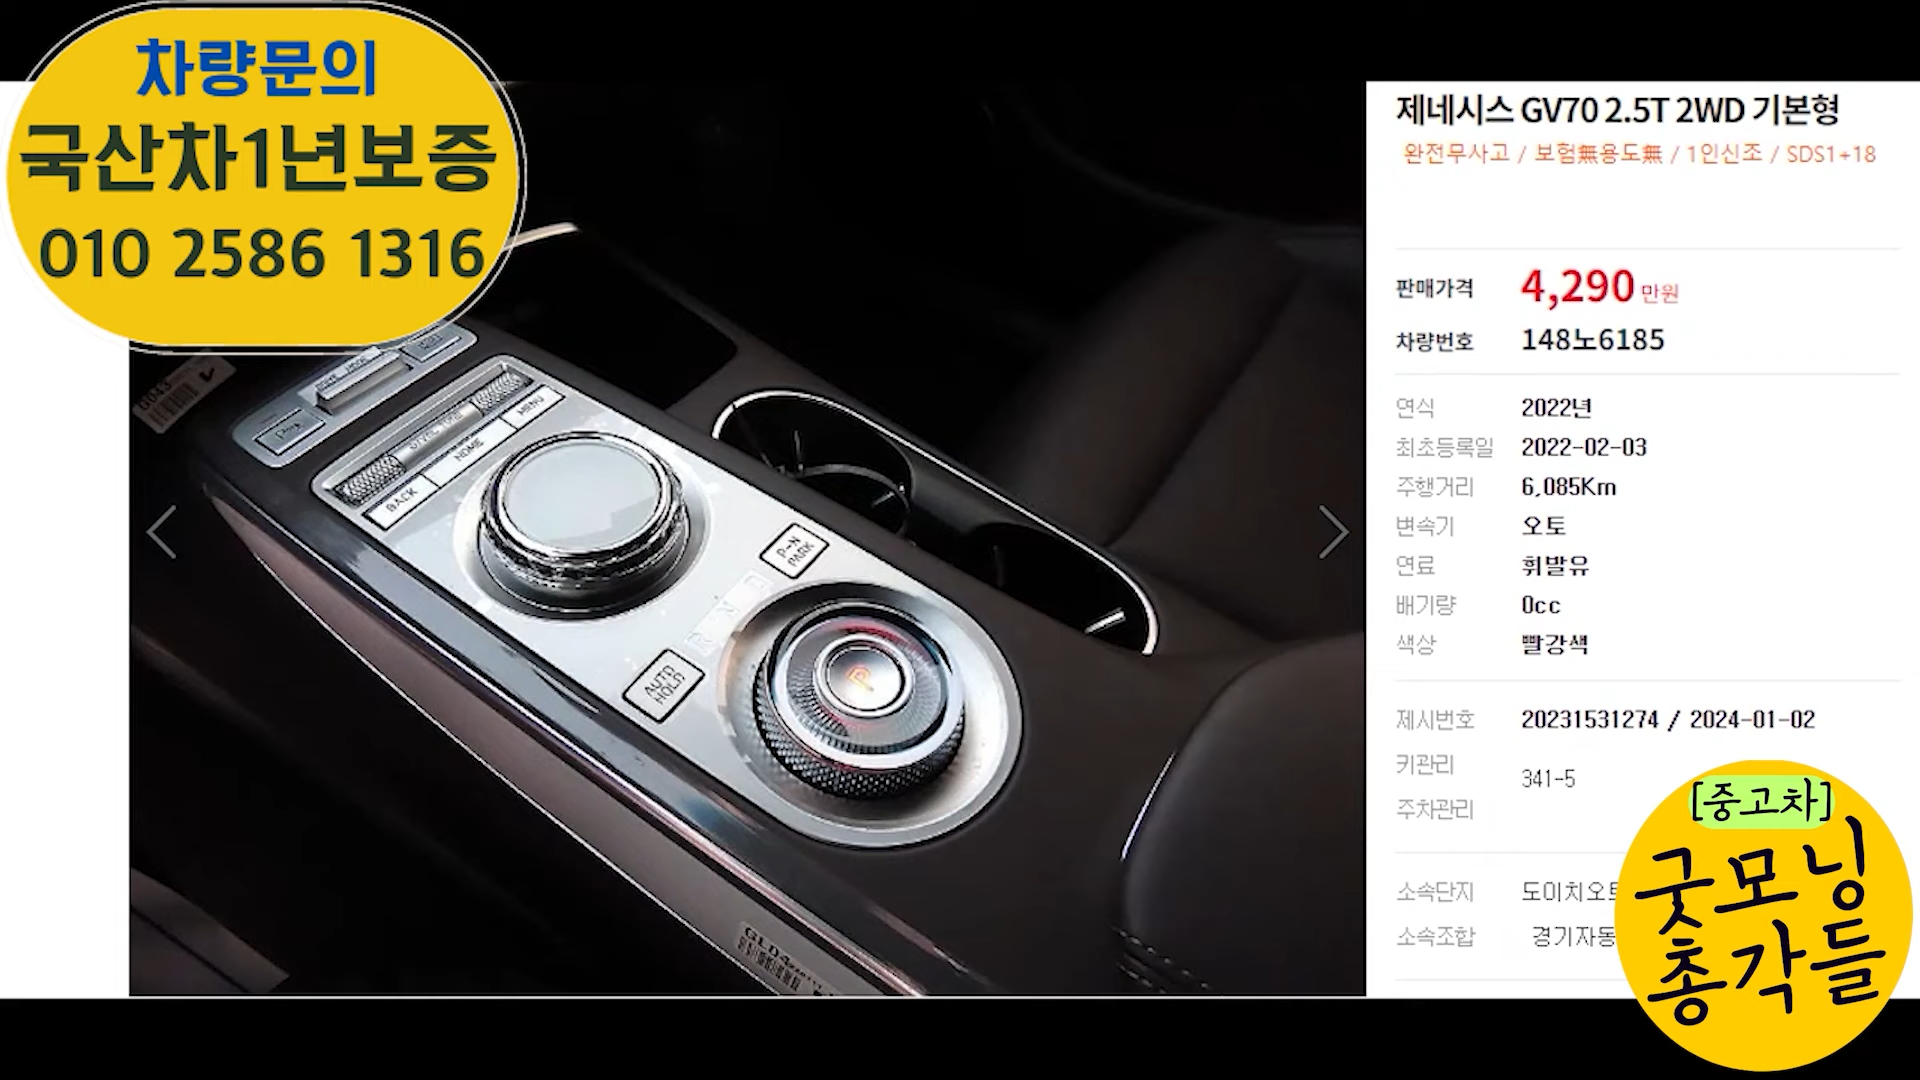 차량문의
국산차1년보증
010 2586 1316
제네시스 GV70 2.5T 2WD 기본형
완전무사고 / 보험無용도無 / 1인신조 / SDS1+18
판매가격 4,290 만원
차량번호 148노6185
연식 2022년
최초등록일 2022-02-03
주행거리 6,085Km
변속기 오토
연료 휘발유
배기량 0cc
색상 빨강색
제시번호 20231531274 / 2024-01-02
키관리 341-5
주차관리
소속단지 도이치오토
소속조합 경기자동
[중고차]
굿모닝
총각들
BACK
HOME
MENU
P→N
PARK
R N D
AUTO
HOLD
P